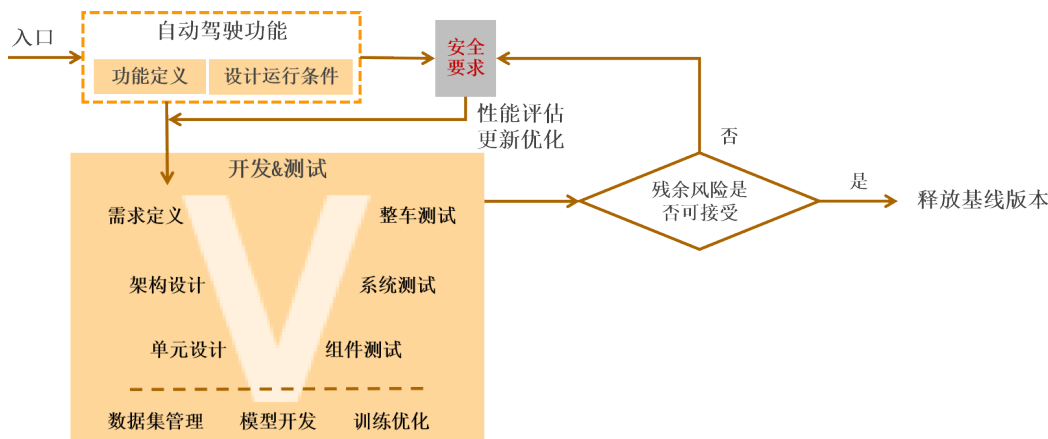 入口
自动驾驶功能
功能定义
设计运行条件
安全
要求
性能评估
更新优化
开发&测试
需求定义
整车测试
架构设计
系统测试
单元设计
组件测试
数据集管理
模型开发
训练优化
否
残余风险是
否可接受
是
释放基线版本